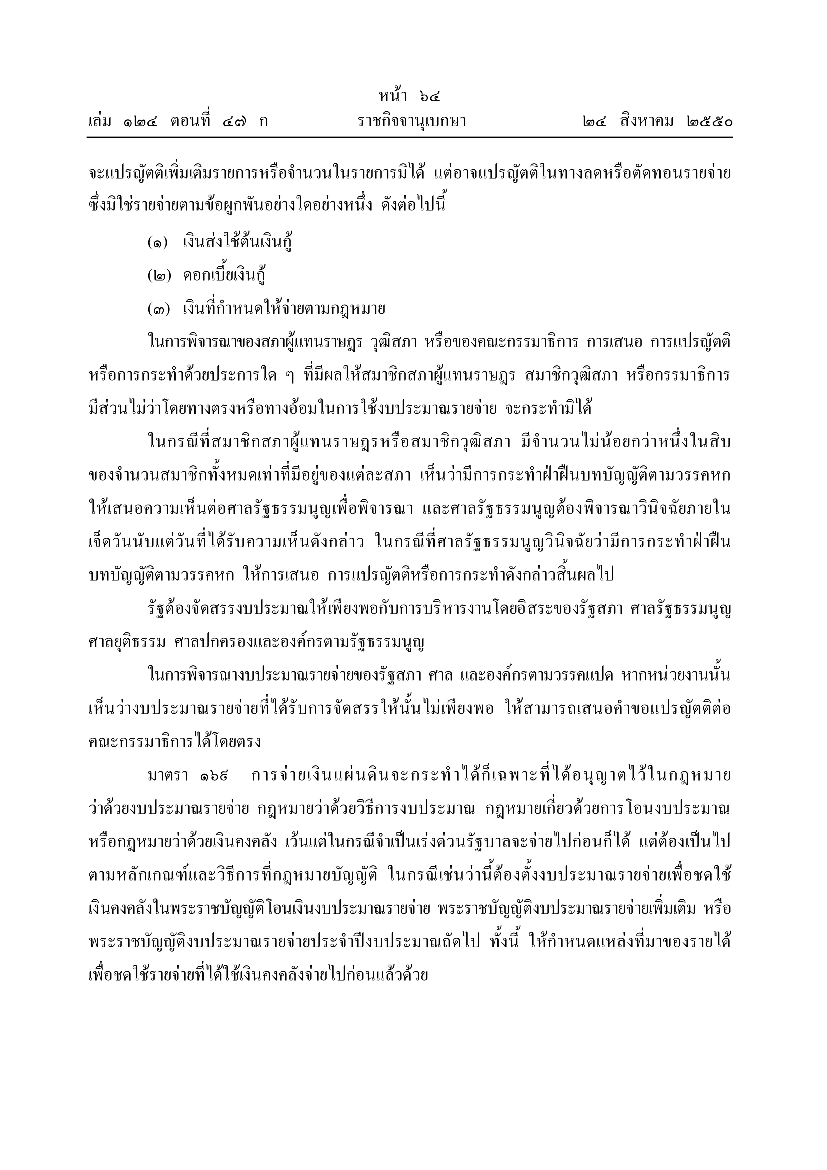 หน้า ๖๔
เล่ม ๑๒๔ ตอนที่ ๔๗ ก ราชกิจจานุเบกษา ๒๔ สิงหาคม ๒๕๕๐
จะแปรญัตติเพิ่มเติมรายการหรือจำนวนในรายการมิได้ แต่อาจแปรญัตติในทางลดหรือตัดทอนรายจ่าย
ซึ่งมิใช่รายจ่ายตามข้อผูกพันอย่างใดอย่างหนึ่ง ดังต่อไปนี้
(๑) เงินส่งใช้ต้นเงินกู้
(๒) ดอกเบี้ยเงินกู้
(๓) เงินที่กำหนดให้จ่ายตามกฎหมาย
ในการพิจารณาของสภาผู้แทนราษฎร วุฒิสภา หรือของคณะกรรมาธิการ การเสนอ การแปรญัตติ
หรือการกระทำด้วยประการใด ๆ ที่มีผลให้สมาชิกสภาผู้แทนราษฎร สมาชิกวุฒิสภา หรือกรรมาธิการ
มีส่วนไม่ว่าโดยทางตรงหรือทางอ้อมในการใช้งบประมาณรายจ่าย จะกระทำมิได้
ในกรณีที่สมาชิกสภาผู้แทนราษฎรหรือสมาชิกวุฒิสภา มีจำนวนไม่น้อยกว่าหนึ่งในสิบ
ของจำนวนสมาชิกทั้งหมดเท่าที่มีอยู่ของแต่ละสภา เห็นว่ามีการกระทำฝ่าฝืนบทบัญญัติตามวรรคหก
ให้เสนอความเห็นต่อศาลรัฐธรรมนูญเพื่อพิจารณา และศาลรัฐธรรมนูญต้องพิจารณาวินิจฉัยภายใน
เจ็ดวันนับแต่วันที่ได้รับความเห็นดังกล่าว ในกรณีที่ศาลรัฐธรรมนูญวินิจฉัยว่ามีการกระทำฝ่าฝืน
บทบัญญัติตามวรรคหก ให้การเสนอ การแปรญัตติหรือการกระทำดังกล่าวสิ้นผลไป
รัฐต้องจัดสรรงบประมาณให้เพียงพอกับการบริหารงานโดยอิสระของรัฐสภา ศาลรัฐธรรมนูญ
ศาลยุติธรรม ศาลปกครองและองค์กรตามรัฐธรรมนูญ
ในการพิจารณางบประมาณรายจ่ายของรัฐสภา ศาล และองค์กรตามวรรคแปด หากหน่วยงานนั้น
เห็นว่างบประมาณรายจ่ายที่ได้รับการจัดสรรให้นั้นไม่เพียงพอ ให้สามารถเสนอคำขอแปรญัตติต่อ
คณะกรรมาธิการได้โดยตรง
มาตรา ๑๖๙ การจ่ายเงินแผ่นดินจะกระทำได้ก็เฉพาะที่ได้อนุญาตไว้ในกฎหมาย
ว่าด้วยงบประมาณรายจ่าย กฎหมายว่าด้วยวิธีการงบประมาณ กฎหมายเกี่ยวด้วยการโอนงบประมาณ
หรือกฎหมายว่าด้วยเงินคงคลัง เว้นแต่ในกรณีจำเป็นเร่งด่วนรัฐบาลจะจ่ายไปก่อนก็ได้ แต่ต้องเป็นไป
ตามหลักเกณฑ์และวิธีการที่กฎหมายบัญญัติ ในกรณีเช่นว่านี้ต้องตั้งงบประมาณรายจ่ายเพื่อชดใช้
เงินคงคลังในพระราชบัญญัติโอนเงินงบประมาณรายจ่าย พระราชบัญญัติงบประมาณรายจ่ายเพิ่มเติม หรือ
พระราชบัญญัติงบประมาณรายจ่ายประจำปีงบประมาณถัดไป ทั้งนี้ ให้กำหนดแหล่งที่มาของรายได้
เพื่อชดใช้รายจ่ายที่ได้ใช้เงินคงคลังจ่ายไปก่อนแล้วด้วย